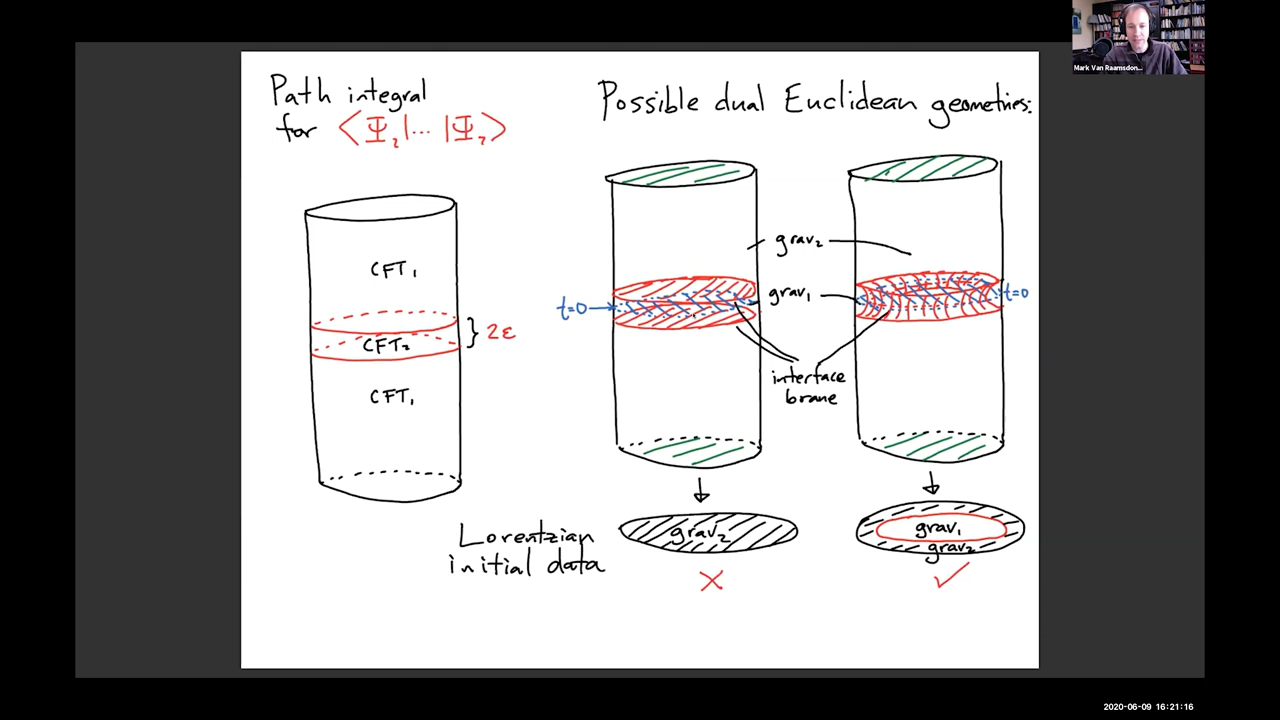 Path integral
for ⟨Ψ₂|... |Ψ₂⟩
Possible dual Euclidean geometries:
CFT₁
CFT₂
} 2ε
CFT₁
grav₂
grav₁
t=0
t=0
interface
brane
Lorentzian
initial data
grav₂
grav₁
grav₂
Mark Van Raamsdon...
2020-06-09 16:21:16